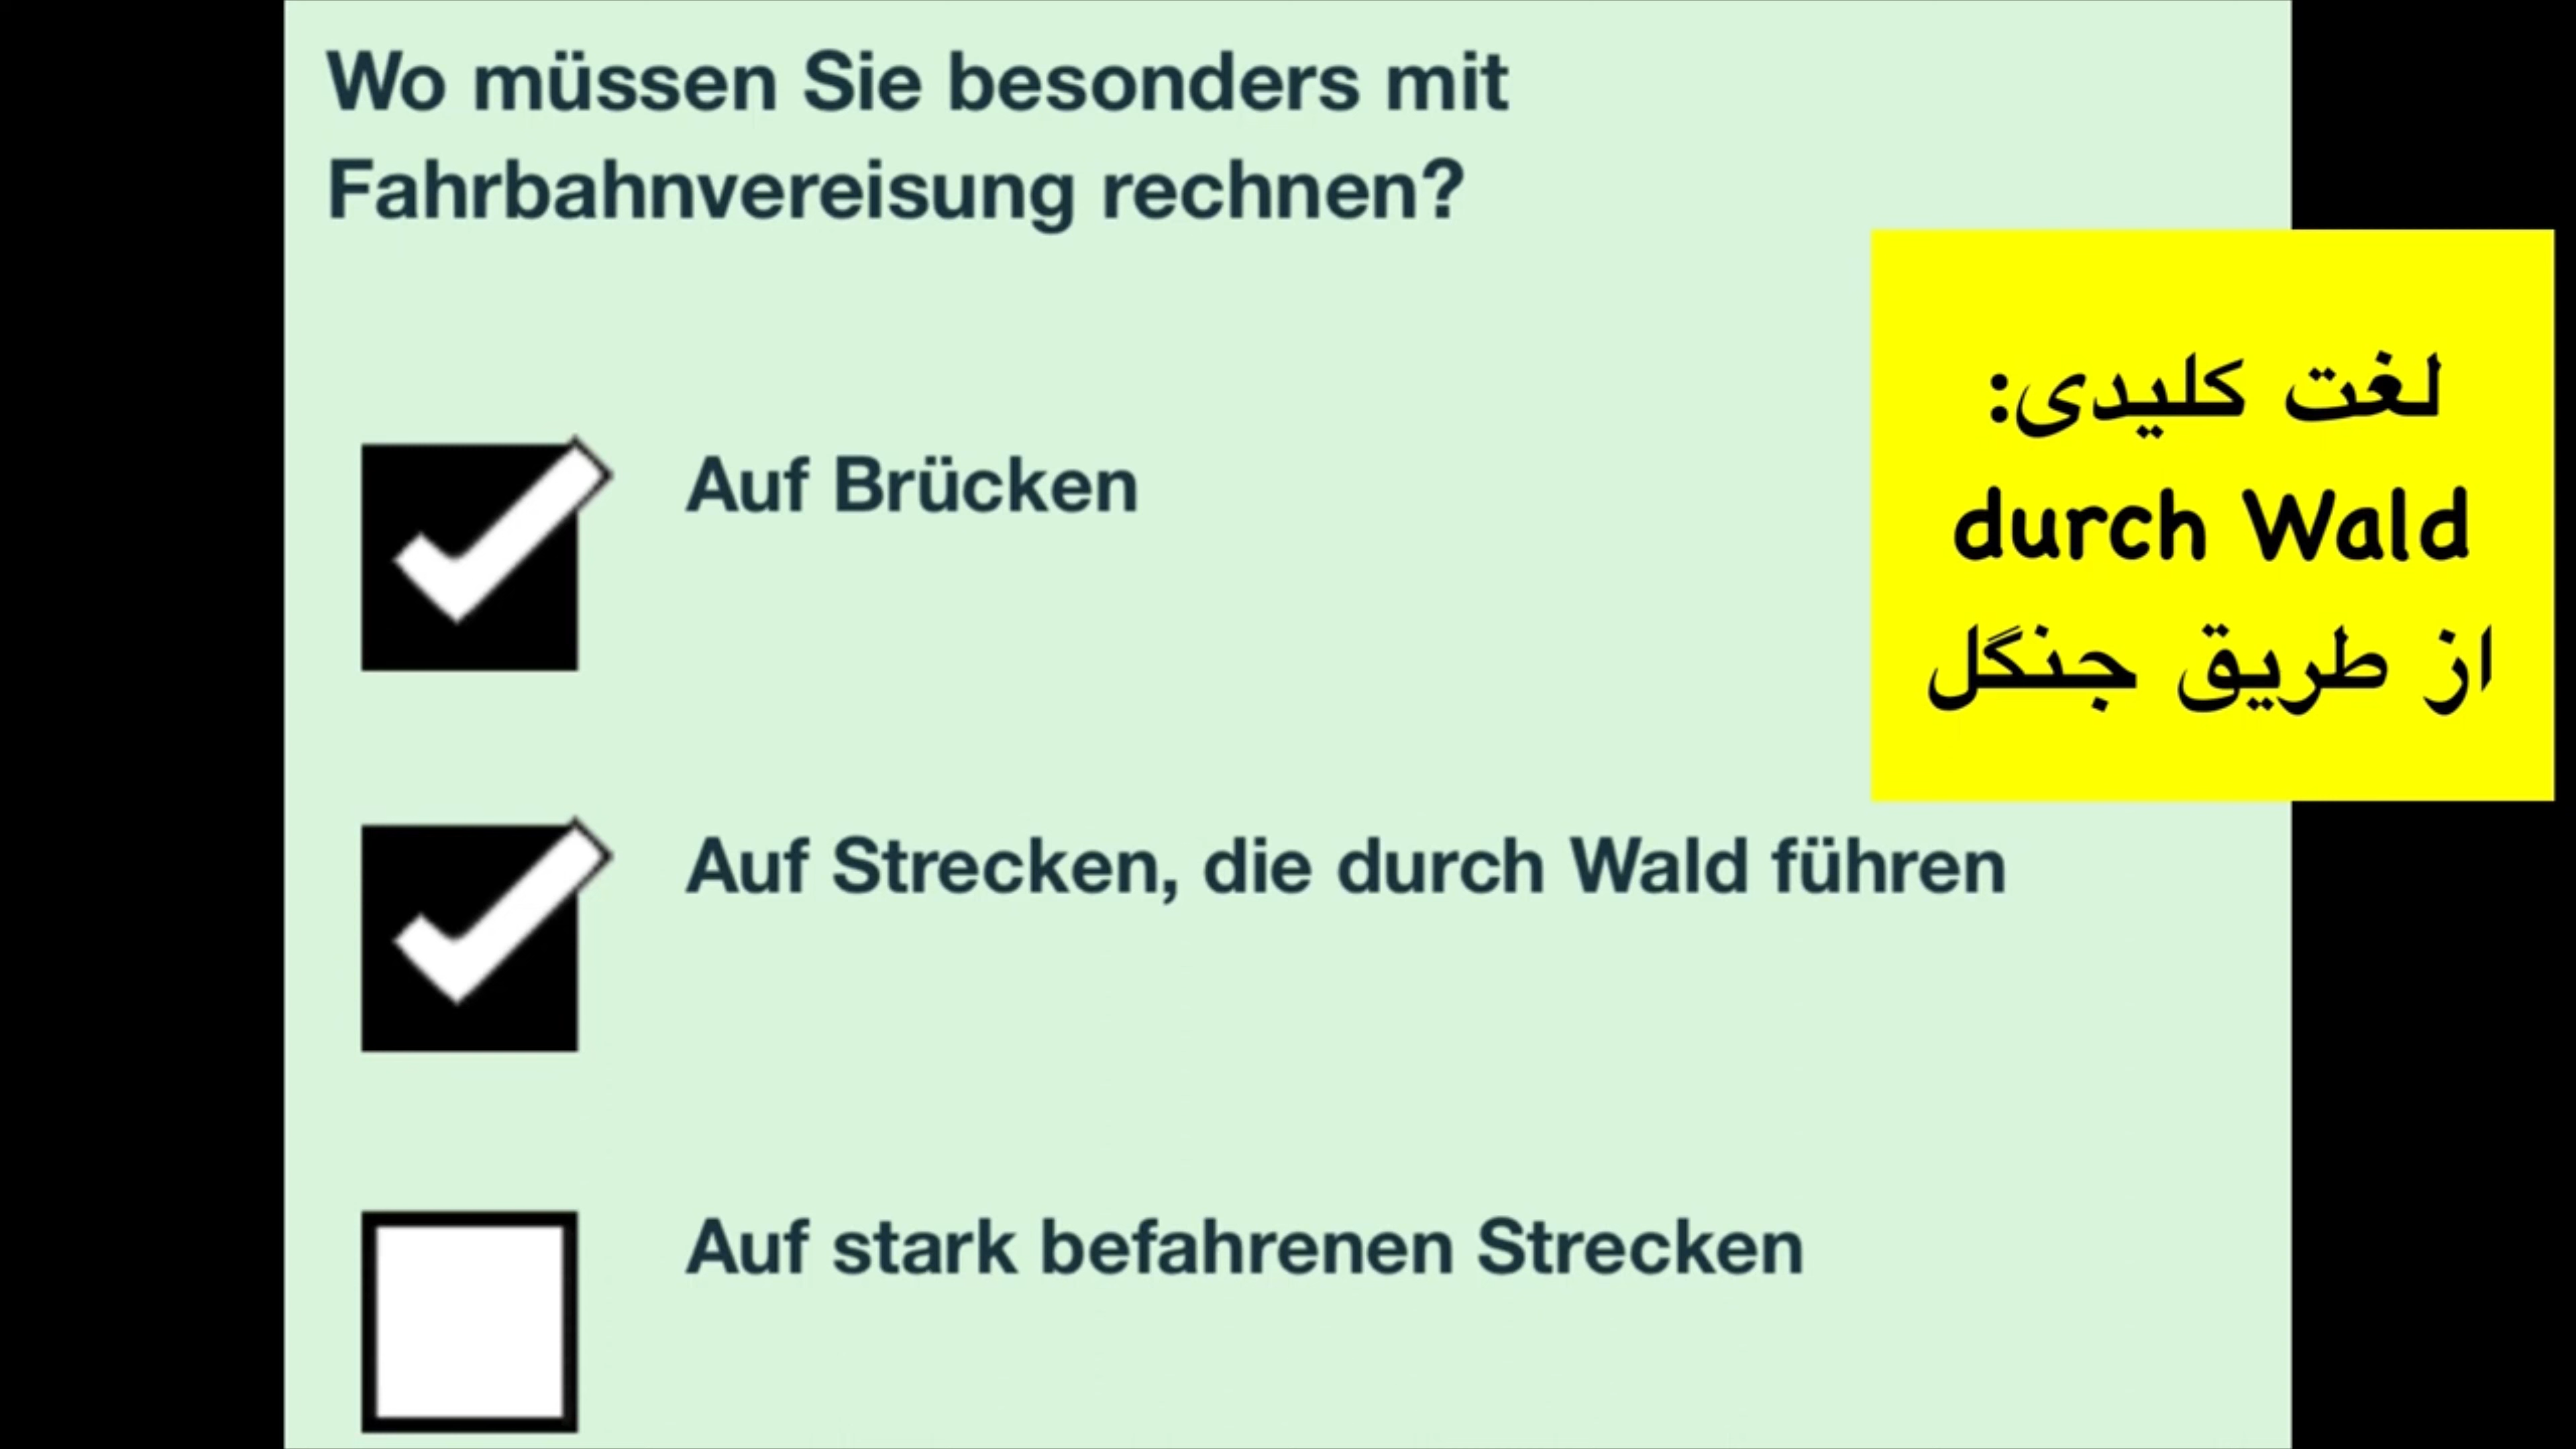 Wo müssen Sie besonders mit
Fahrbahnvereisung rechnen?
Auf Brücken
Auf Strecken, die durch Wald führen
Auf stark befahrenen Strecken
لغت کلیدی:
durch Wald
از طریق جنگل